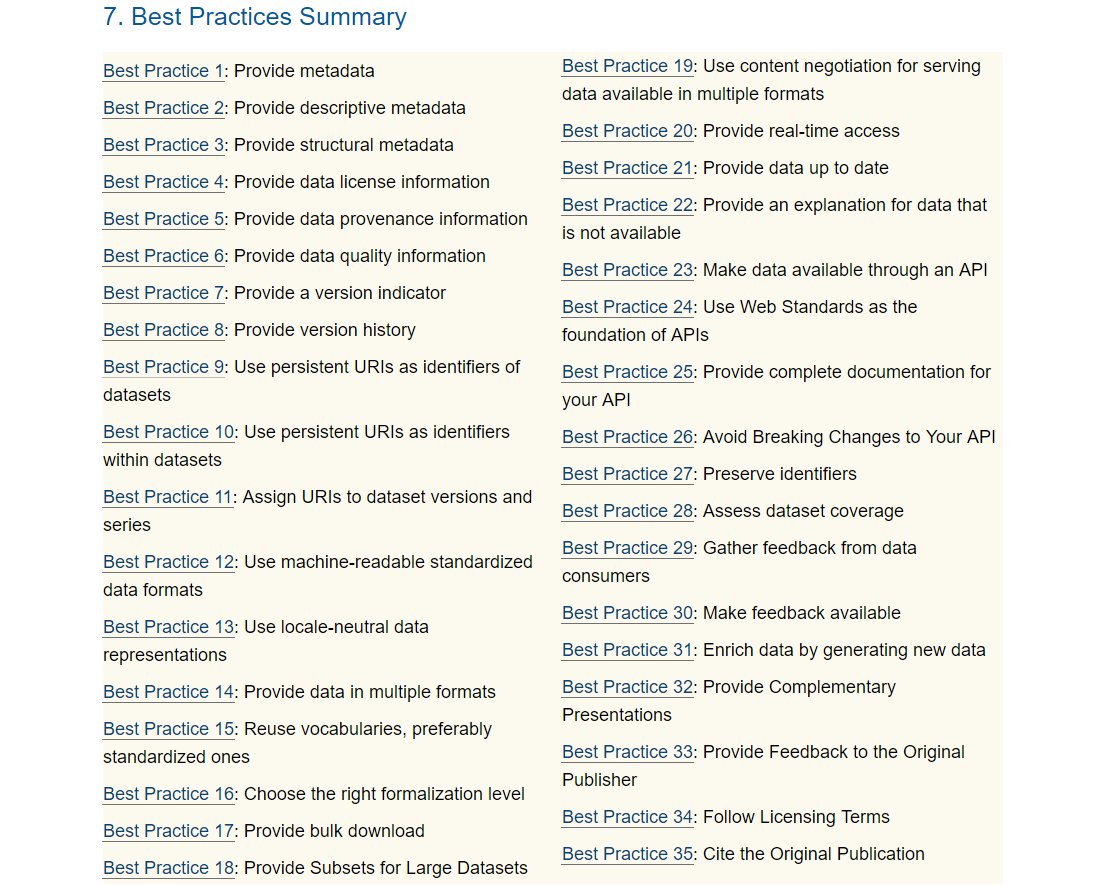 7. Best Practices Summary
Best Practice 1: Provide metadata
Best Practice 2: Provide descriptive metadata
Best Practice 3: Provide structural metadata
Best Practice 4: Provide data license information
Best Practice 5: Provide data provenance information
Best Practice 6: Provide data quality information
Best Practice 7: Provide a version indicator
Best Practice 8: Provide version history
Best Practice 9: Use persistent URIs as identifiers of
datasets
Best Practice 10: Use persistent URIs as identifiers
within datasets
Best Practice 11: Assign URIs to dataset versions and
series
Best Practice 12: Use machine-readable standardized
data formats
Best Practice 13: Use locale-neutral data
representations
Best Practice 14: Provide data in multiple formats
Best Practice 15: Reuse vocabularies, preferably
standardized ones
Best Practice 16: Choose the right formalization level
Best Practice 17: Provide bulk download
Best Practice 18: Provide Subsets for Large Datasets
Best Practice 19: Use content negotiation for serving
data available in multiple formats
Best Practice 20: Provide real-time access
Best Practice 21: Provide data up to date
Best Practice 22: Provide an explanation for data that
is not available
Best Practice 23: Make data available through an API
Best Practice 24: Use Web Standards as the
foundation of APIs
Best Practice 25: Provide complete documentation for
your API
Best Practice 26: Avoid Breaking Changes to Your API
Best Practice 27: Preserve identifiers
Best Practice 28: Assess dataset coverage
Best Practice 29: Gather feedback from data
consumers
Best Practice 30: Make feedback available
Best Practice 31: Enrich data by generating new data
Best Practice 32: Provide Complementary
Presentations
Best Practice 33: Provide Feedback to the Original
Publisher
Best Practice 34: Follow Licensing Terms
Best Practice 35: Cite the Original Publication